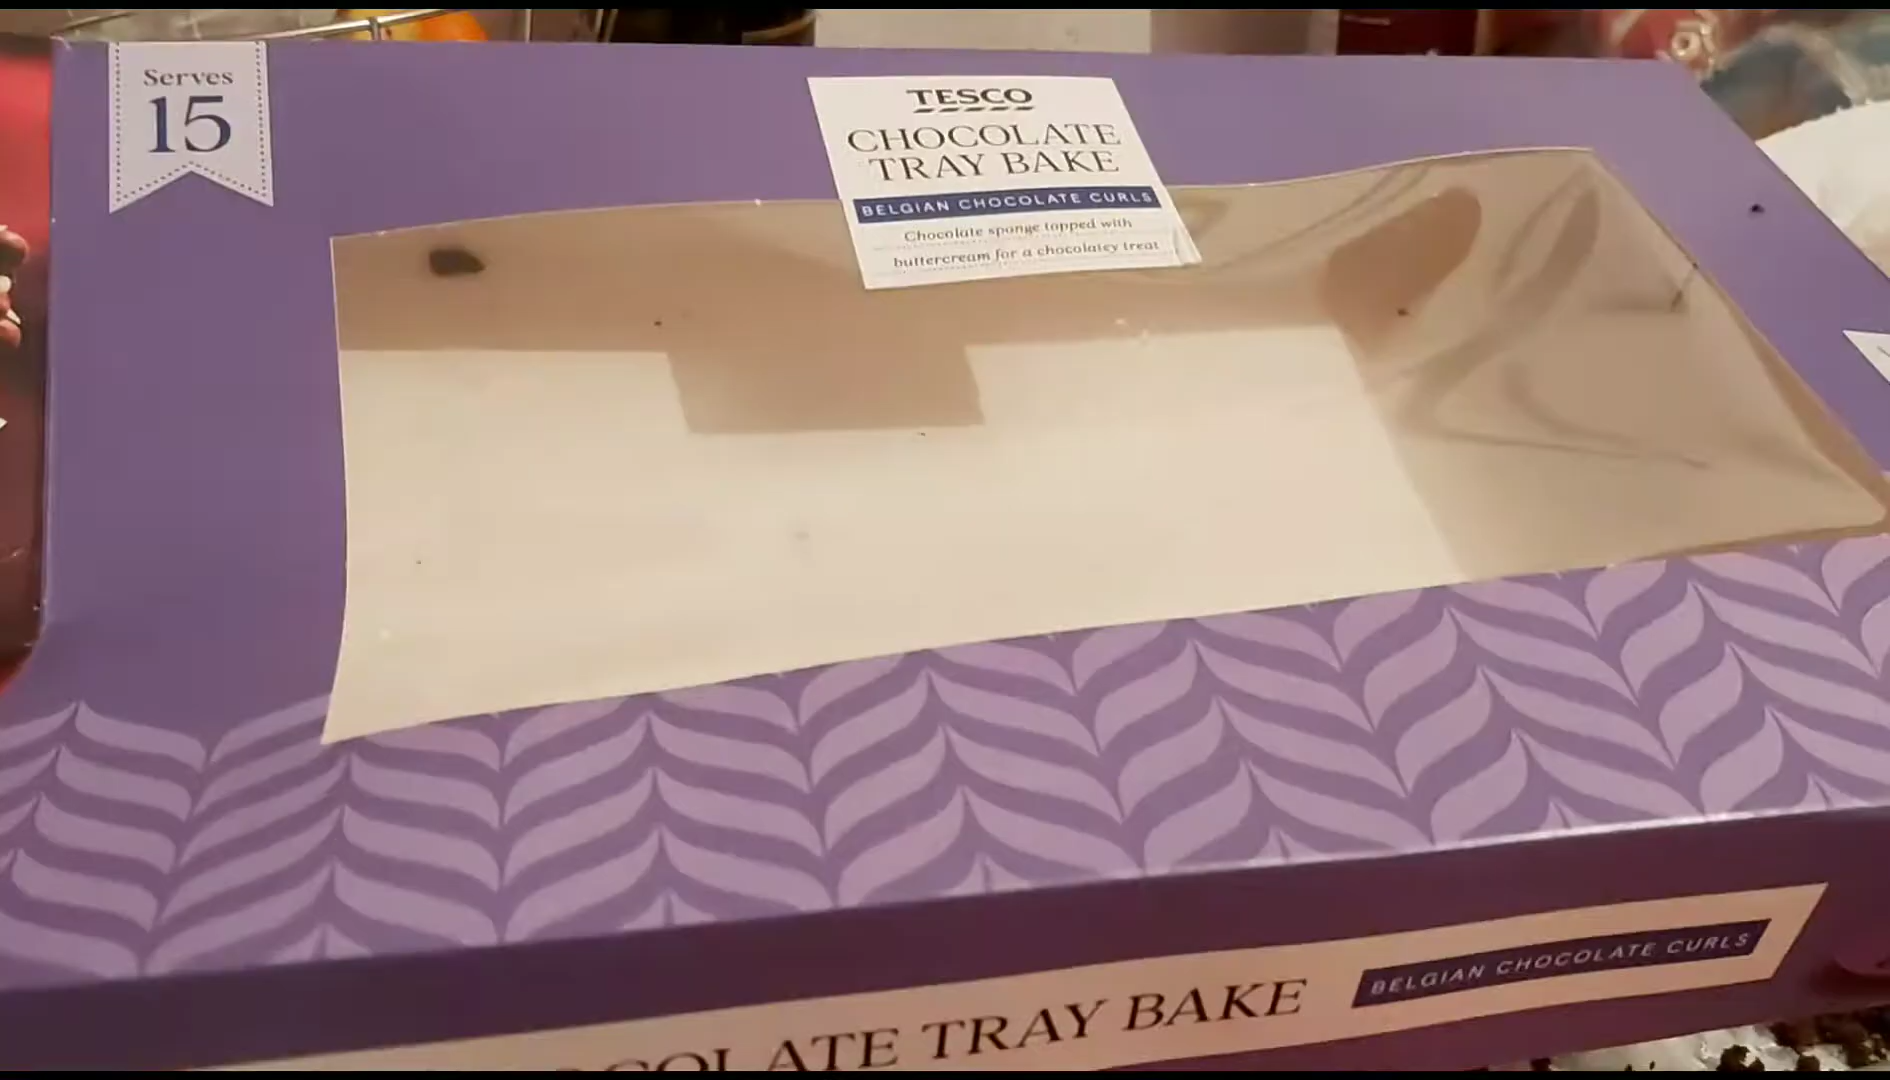 Serves
15
TESCO
CHOCOLATE
TRAY BAKE
BELGIAN CHOCOLATE CURLS
Chocolate sponge topped with
buttercream for a chocolatey treat
COLATE TRAY BAKE
BELGIAN CHOCOLATE CURLS